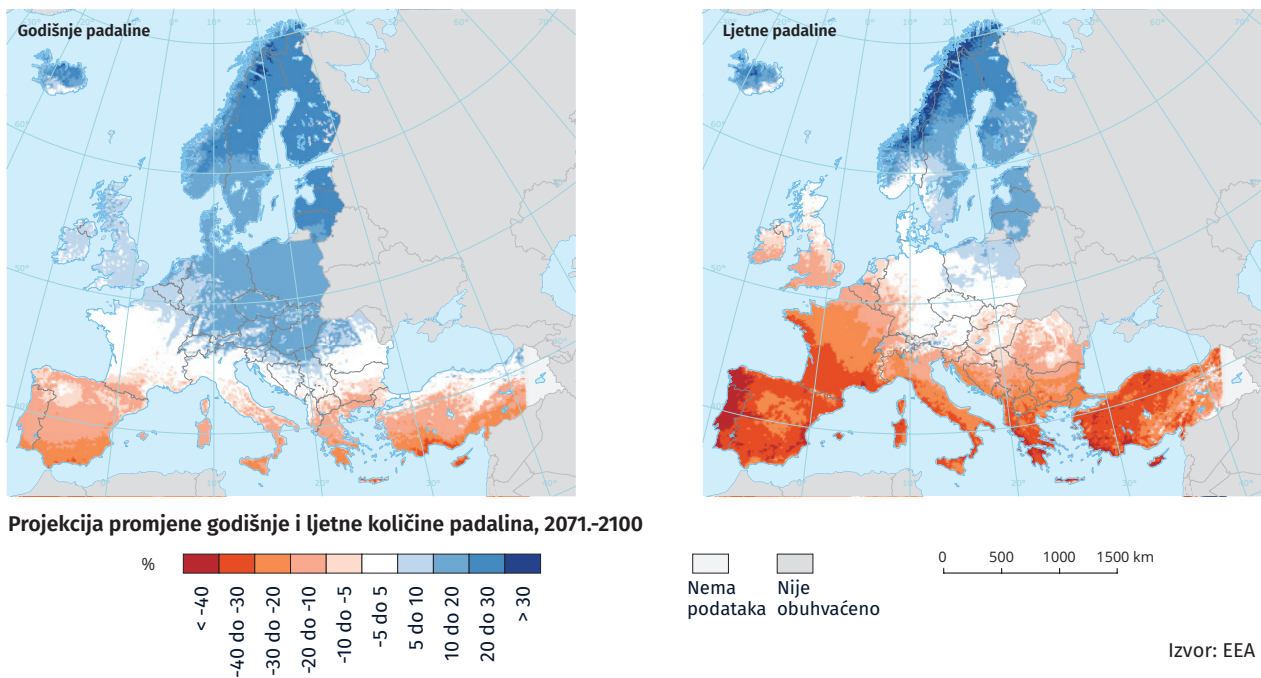 Godišnje padaline
Ljetne padaline
Projekcija promjene godišnje i ljetne količine padalina, 2071.-2100
%
< -40
-40 do -30
-30 do -20
-20 do -10
-10 do -5
-5 do 5
5 do 10
10 do 20
20 do 30
> 30
Nema
podataka
Nije
obuhvaćeno
0 500 1000 1500 km
Izvor: EEA